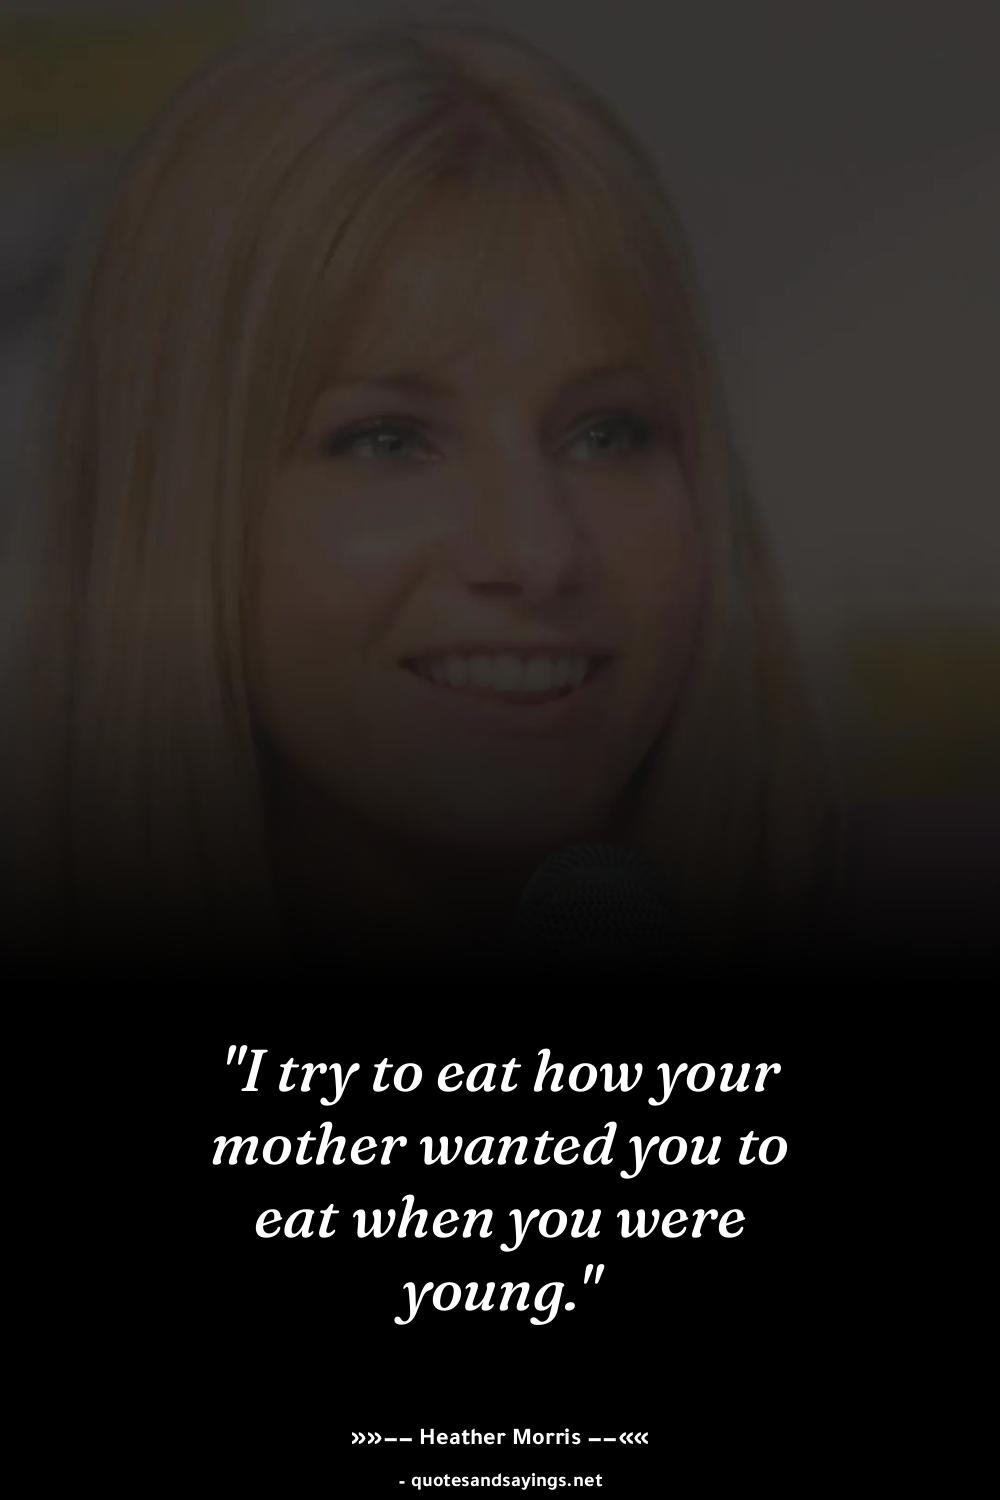 "I try to eat how your
mother wanted you to
eat when you were
young."
»»–– Heather Morris ––««
- quotesandsayings.net